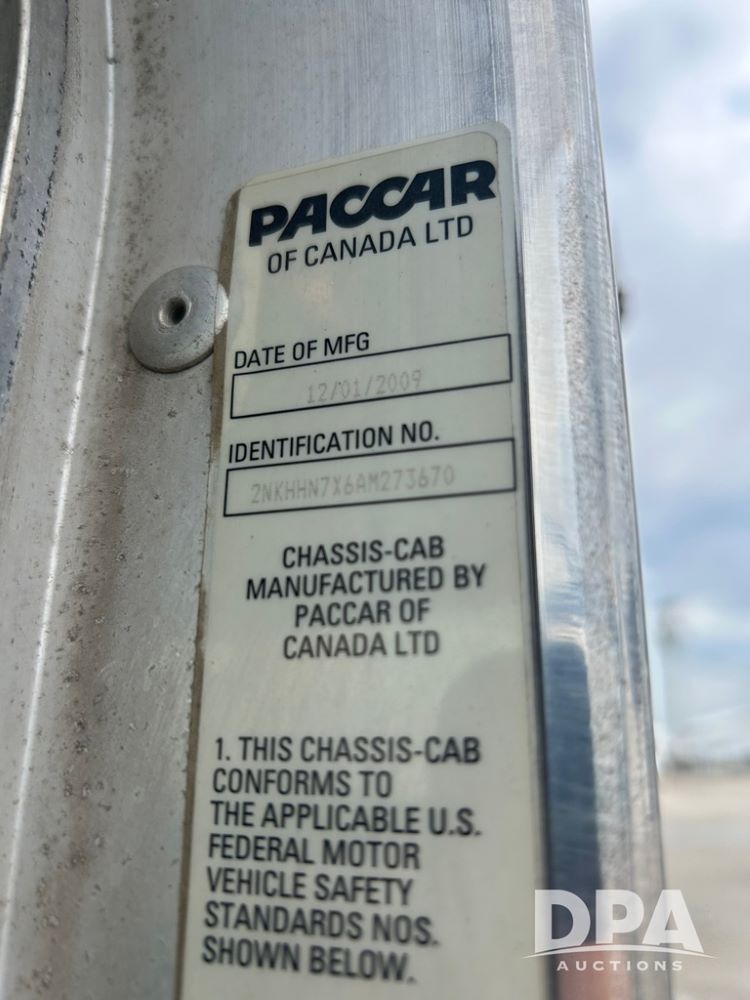 PACCAR
OF CANADA LTD
DATE OF MFG
12/01/2009
IDENTIFICATION NO.
2NKHHN7X6AM273670
CHASSIS-CAB
MANUFACTURED BY
PACCAR OF
CANADA LTD
1. THIS CHASSIS-CAB
CONFORMS TO
THE APPLICABLE U.S.
FEDERAL MOTOR
VEHICLE SAFETY
STANDARDS NOS.
SHOWN BELOW.
DPA
AUCTIONS